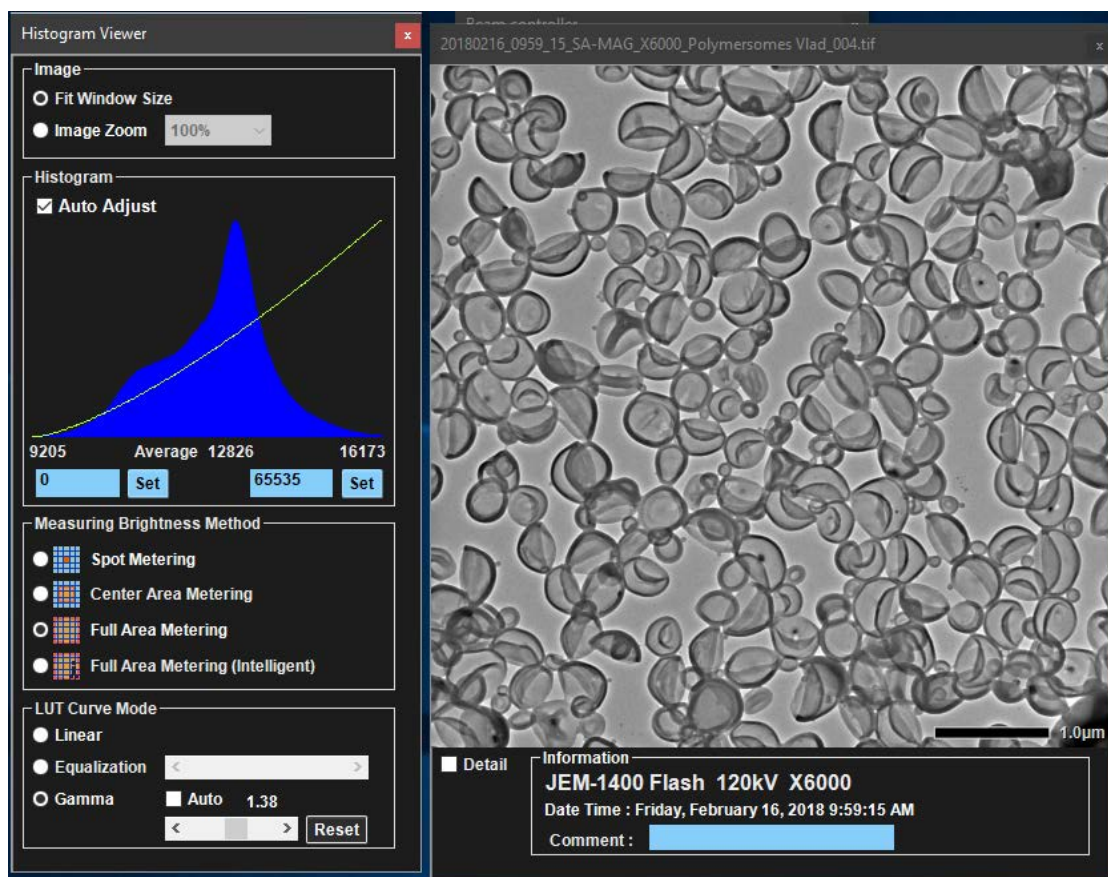 Histogram Viewer
x
Image
Fit Window Size
Image Zoom 100%
Histogram
Auto Adjust
9205 Average 12826 16173
0 Set 65535 Set
Measuring Brightness Method
Spot Metering
Center Area Metering
Full Area Metering
Full Area Metering (Intelligent)
LUT Curve Mode
Linear
Equalization < >
Gamma Auto 1.38
< > Reset
Beam controller
20180216_0959_15_SA-MAG_X6000_Polymersomes Vlad_004.tif x
1.0µm
Detail
Information
JEM-1400 Flash 120kV X6000
Date Time : Friday, February 16, 2018 9:59:15 AM
Comment :